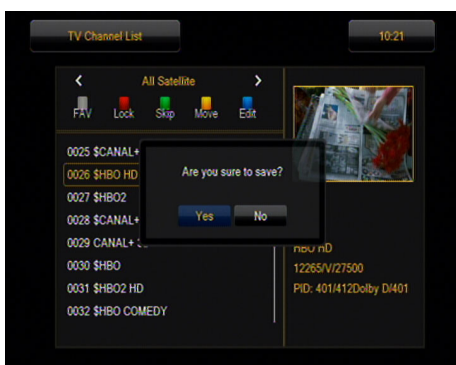 TV Channel List
10:21
All Satellite
FAV Lock Skip Move Edit
0025 $CANAL+
0026 $HBO HD
0027 $HBO2
0028 $CANAL+
0029 CANAL+
0030 $HBO
0031 $HBO2 HD
0032 $HBO COMEDY
Are you sure to save?
Yes No
HBO HD
12265/V/27500
PID: 401/412Dolby D/401